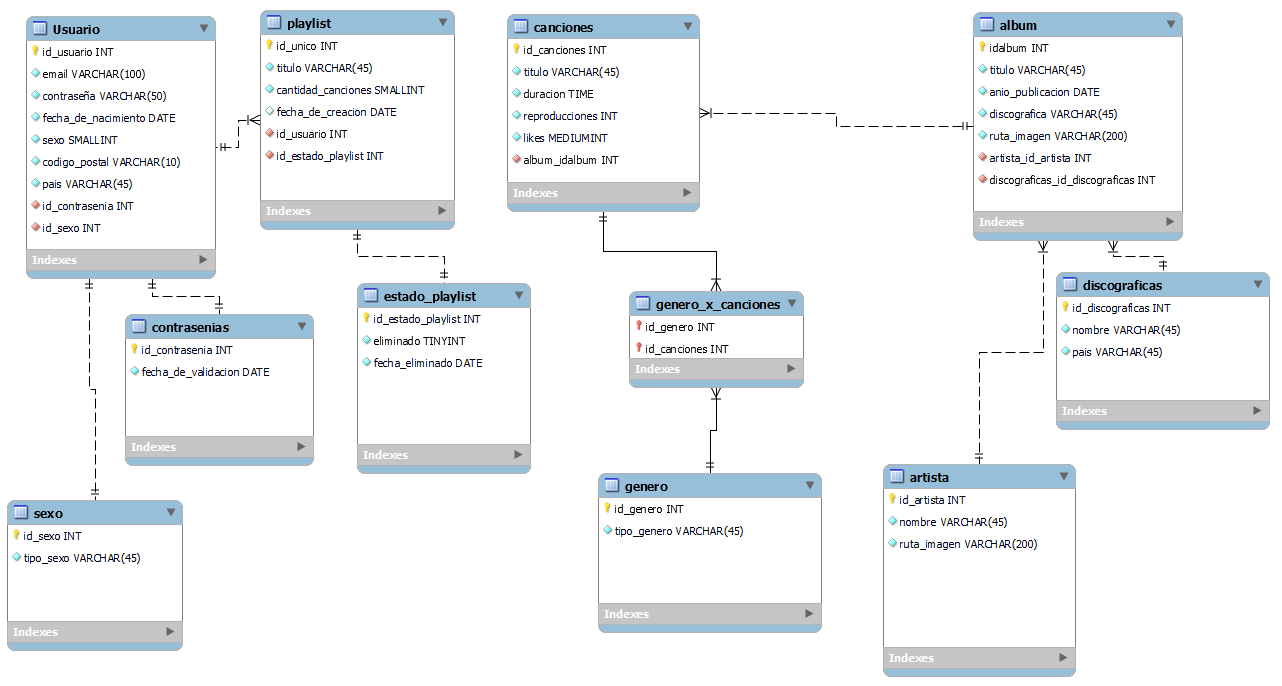 Usuario
id_usuario INT
email VARCHAR(100)
contraseña VARCHAR(50)
fecha_de_nacimiento DATE
sexo SMALLINT
codigo_postal VARCHAR(10)
pais VARCHAR(45)
id_contrasenia INT
id_sexo INT
Indexes
playlist
id_unico INT
titulo VARCHAR(45)
cantidad_canciones SMALLINT
fecha_de_creacion DATE
id_usuario INT
id_estado_playlist INT
Indexes
canciones
id_canciones INT
titulo VARCHAR(45)
duracion TIME
reproducciones INT
likes MEDIUMINT
album_idalbum INT
Indexes
album
idalbum INT
titulo VARCHAR(45)
anio_publicacion DATE
discografica VARCHAR(45)
ruta_imagen VARCHAR(200)
artista_id_artista INT
discograficas_id_discograficas INT
Indexes
contrasenias
id_contrasenia INT
fecha_de_validacion DATE
Indexes
estado_playlist
id_estado_playlist INT
eliminado TINYINT
fecha_eliminado DATE
Indexes
genero_x_canciones
id_genero INT
id_canciones INT
Indexes
discograficas
id_discograficas INT
nombre VARCHAR(45)
pais VARCHAR(45)
Indexes
sexo
id_sexo INT
tipo_sexo VARCHAR(45)
Indexes
genero
id_genero INT
tipo_genero VARCHAR(45)
Indexes
artista
id_artista INT
nombre VARCHAR(45)
ruta_imagen VARCHAR(200)
Indexes